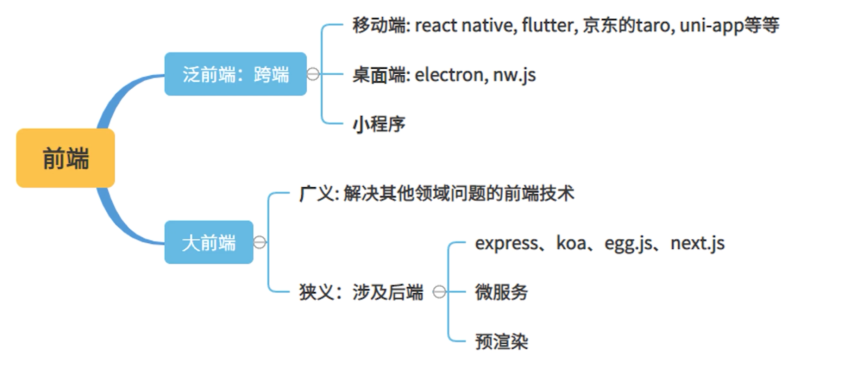 移动端: react native, flutter, 京东的taro, uni-app等等
泛前端：跨端
桌面端: electron, nw.js
小程序
前端
广义: 解决其他领域问题的前端技术
大前端
express、koa、egg.js、next.js
狭义：涉及后端
微服务
预渲染